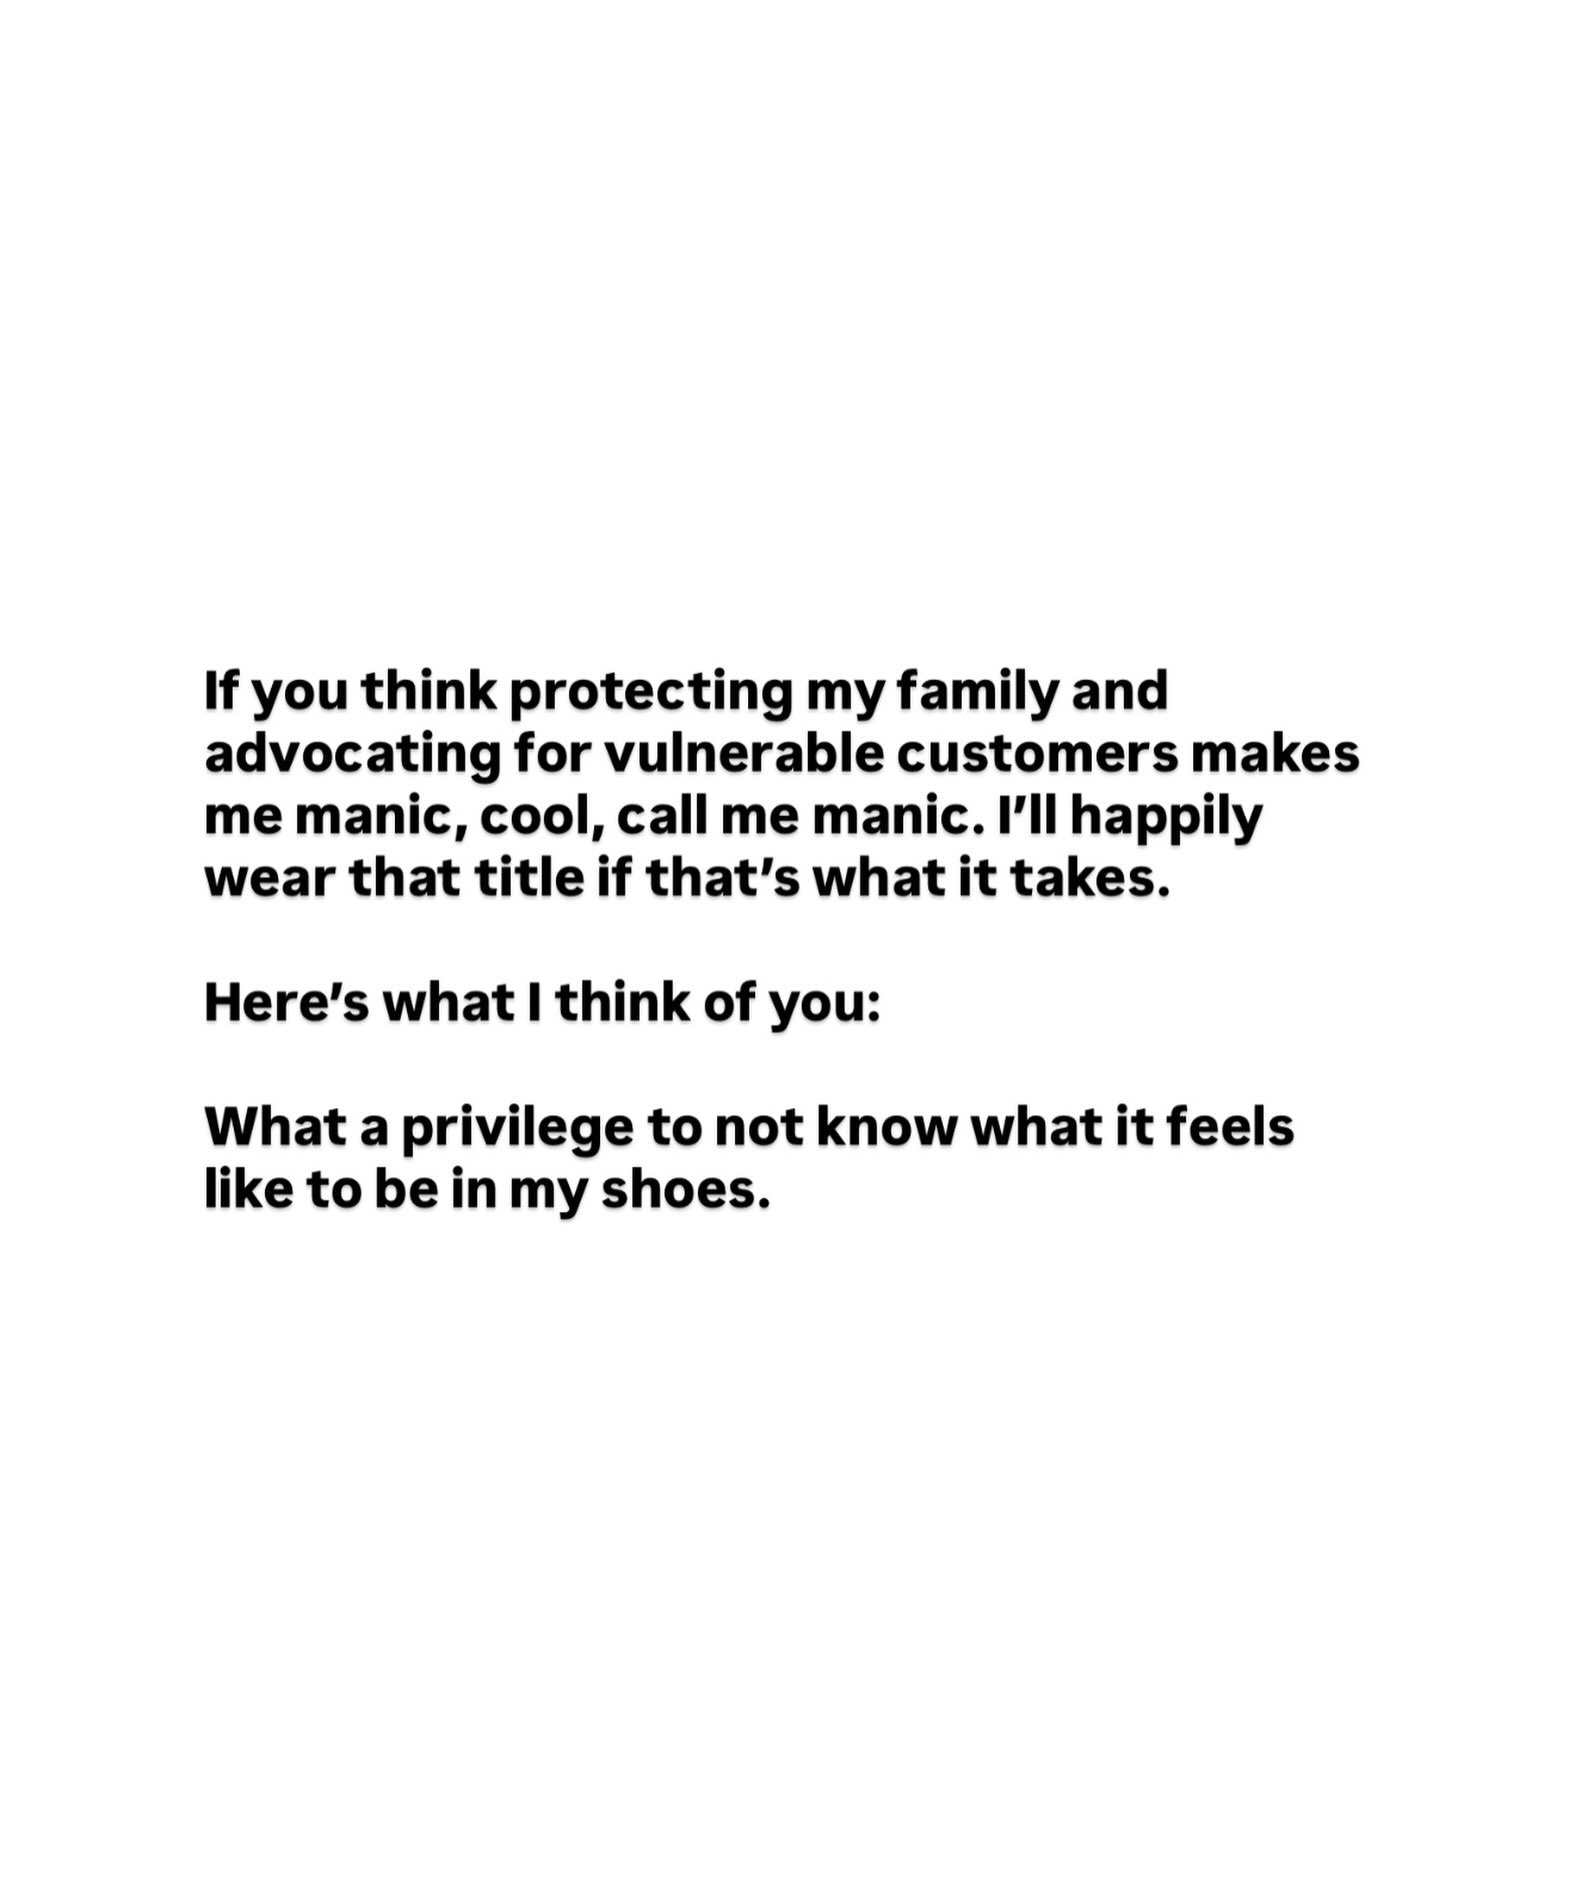 If you think protecting my family and
advocating for vulnerable customers makes
me manic, cool, call me manic. I’ll happily
wear that title if that’s what it takes.
Here’s what I think of you:
What a privilege to not know what it feels
like to be in my shoes.